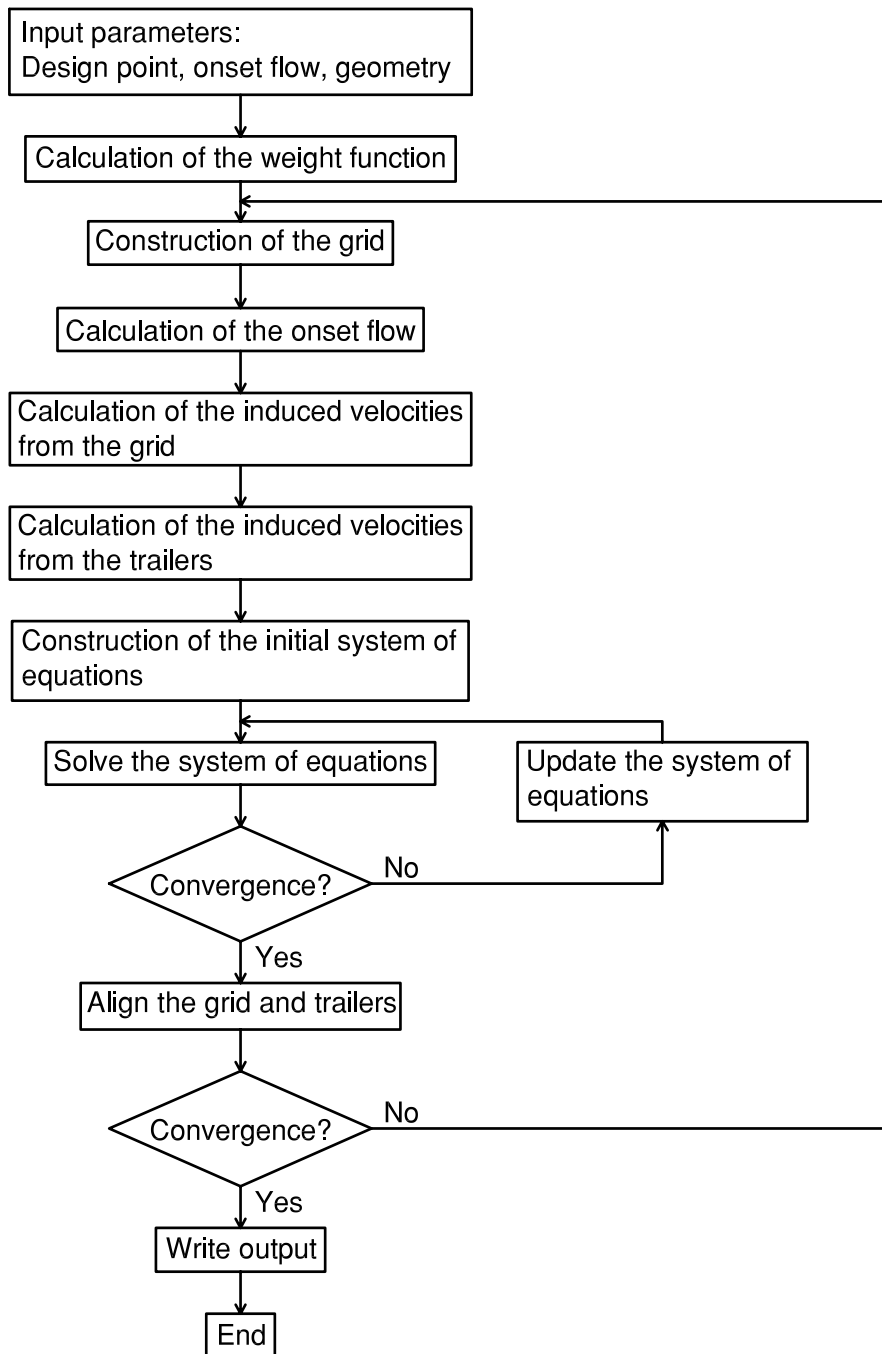 Input parameters:
Design point, onset flow, geometry
Calculation of the weight function
Construction of the grid
Calculation of the onset flow
Calculation of the induced velocities
from the grid
Calculation of the induced velocities
from the trailers
Construction of the initial system of
equations
Solve the system of equations
Update the system of
equations
Convergence?
No
Yes
Align the grid and trailers
Convergence?
No
Yes
Write output
End